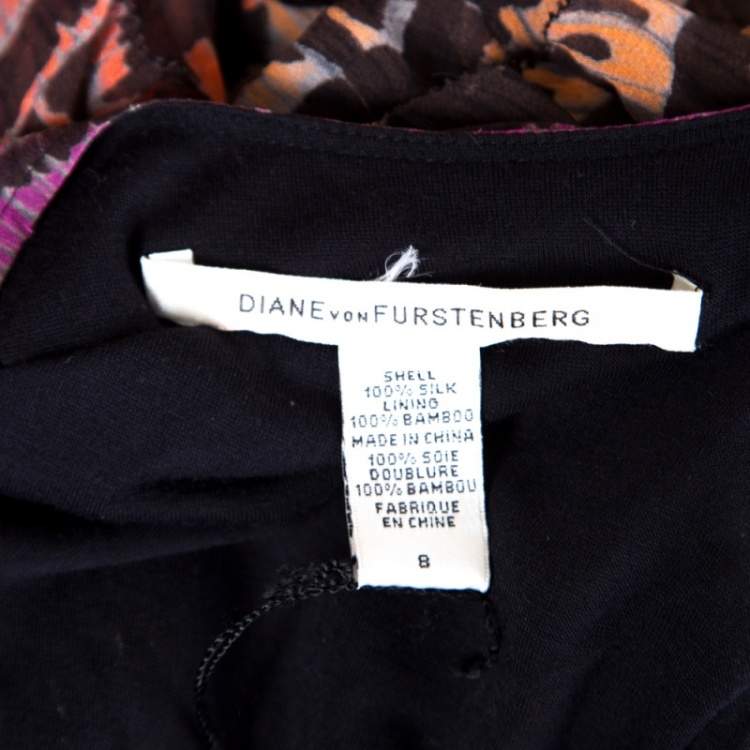 DIANE VON FURSTENBERG
SHELL
100% SILK
LINING
100% BAMBOO
MADE IN CHINA
100% SOIE
DOUBLURE
100% BAMBOU
FABRIQUE
EN CHINE
8